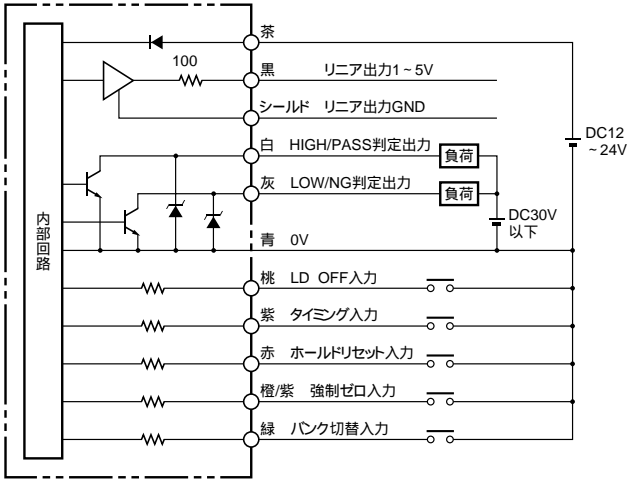 茶
100
黒 リニア出力1~5V
シールド リニア出力GND
DC12
~24V
白 HIGH/PASS判定出力
負荷
灰 LOW/NG判定出力
負荷
内部回路
DC30V
以下
青 0V
桃 LD OFF入力
紫 タイミング入力
赤 ホールドリセット入力
橙/紫 強制ゼロ入力
緑 バンク切替入力